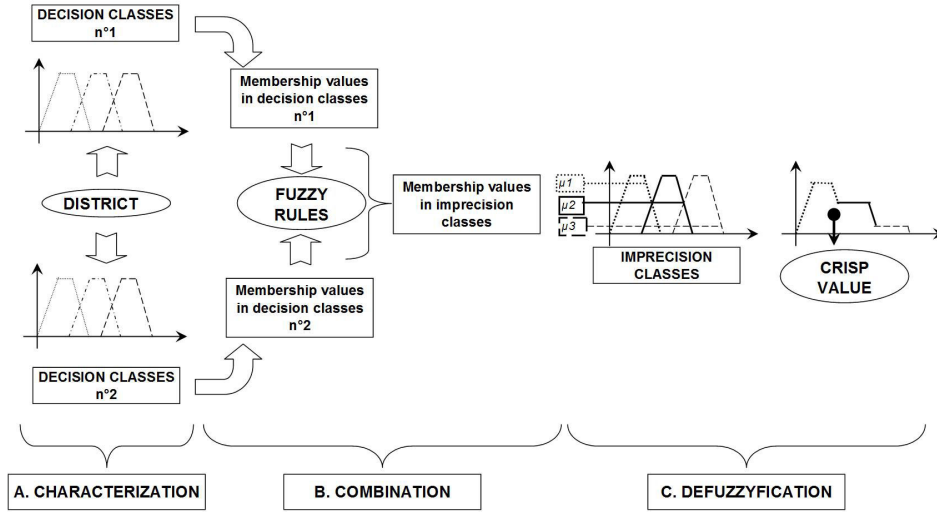 DECISION CLASSES
n°1
Membership values
in decision classes
n°1
DISTRICT
FUZZY
RULES
Membership values
in imprecision
classes
Membership values
in decision classes
n°2
DECISION CLASSES
n°2
μ1
μ2
μ3
IMPRECISION
CLASSES
CRISP
VALUE
A. CHARACTERIZATION
B. COMBINATION
C. DEFUZZYFICATION